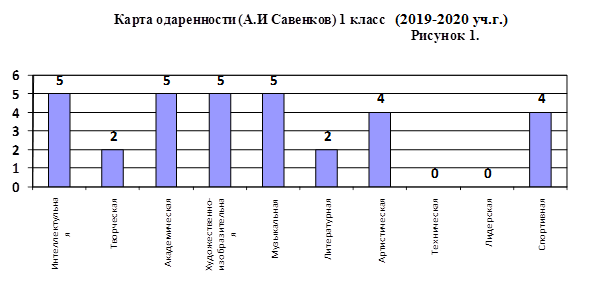 Карта одаренности (А.И Савенков) 1 класс (2019-2020 уч.г.)
Рисунок 1.
6
5
4
3
2
1
0
5
2
5
5
5
2
4
0
0
4
Интеллектульна
я
Творческая
Академическая
Художественно-
изобразительна
я
Музыкальная
Литературная
Артистическая
Техническая
Лидерская
Спортивная